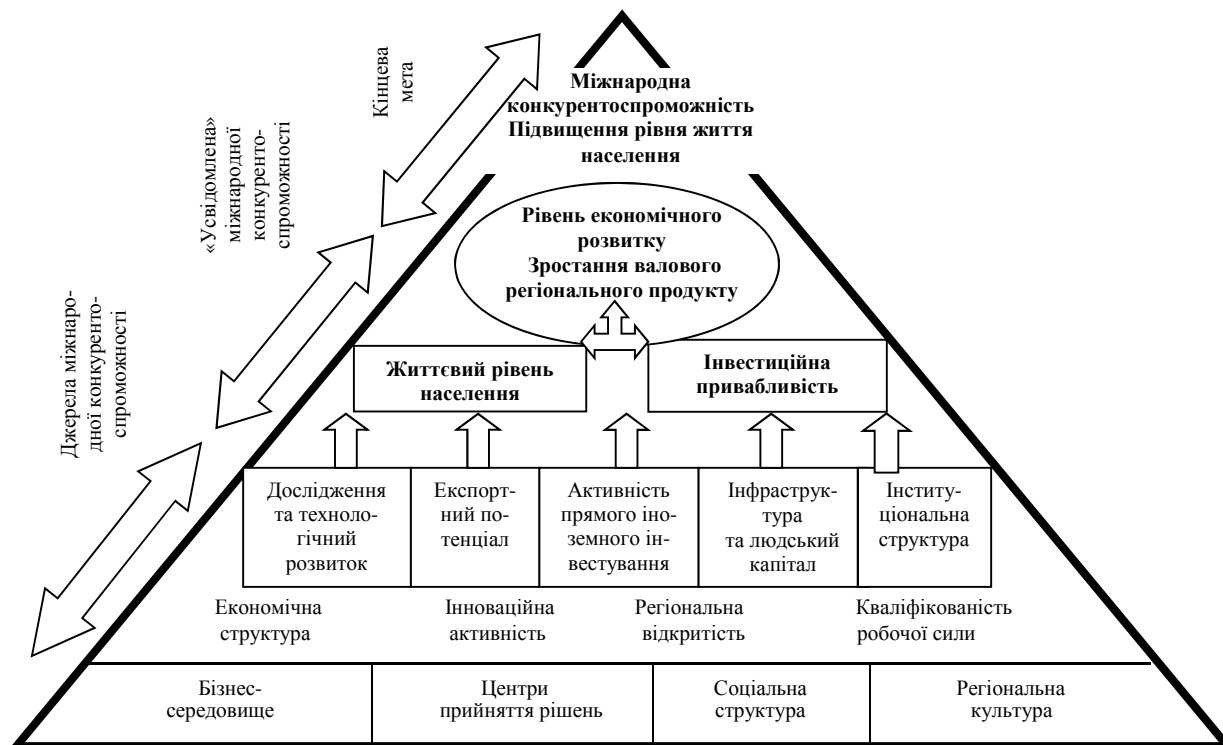 Кінцева
мета
«Усвідомлена»
міжнародної
конкуренто-
спроможності
Джерела міжнаро-
дної конкуренто-
спроможності
Міжнародна
конкурентоспроможність
Підвищення рівня життя
населення
Рівень економічного
розвитку
Зростання валового
регіонального продукту
Життєвий рівень
населення
Інвестиційна
привабливість
Дослідження
та техноло-
гічний
розвиток
Експорт-
ний по-
тенціал
Активність
прямого іно-
земного ін-
вестування
Інфраструк-
тура
та людський
капітал
Інститу-
ціональна
структура
Економічна
структура
Інноваційна
активність
Регіональна
відкритість
Кваліфікованість
робочої сили
Бізнес-
середовище
Центри
прийняття рішень
Соціальна
структура
Регіональна
культура